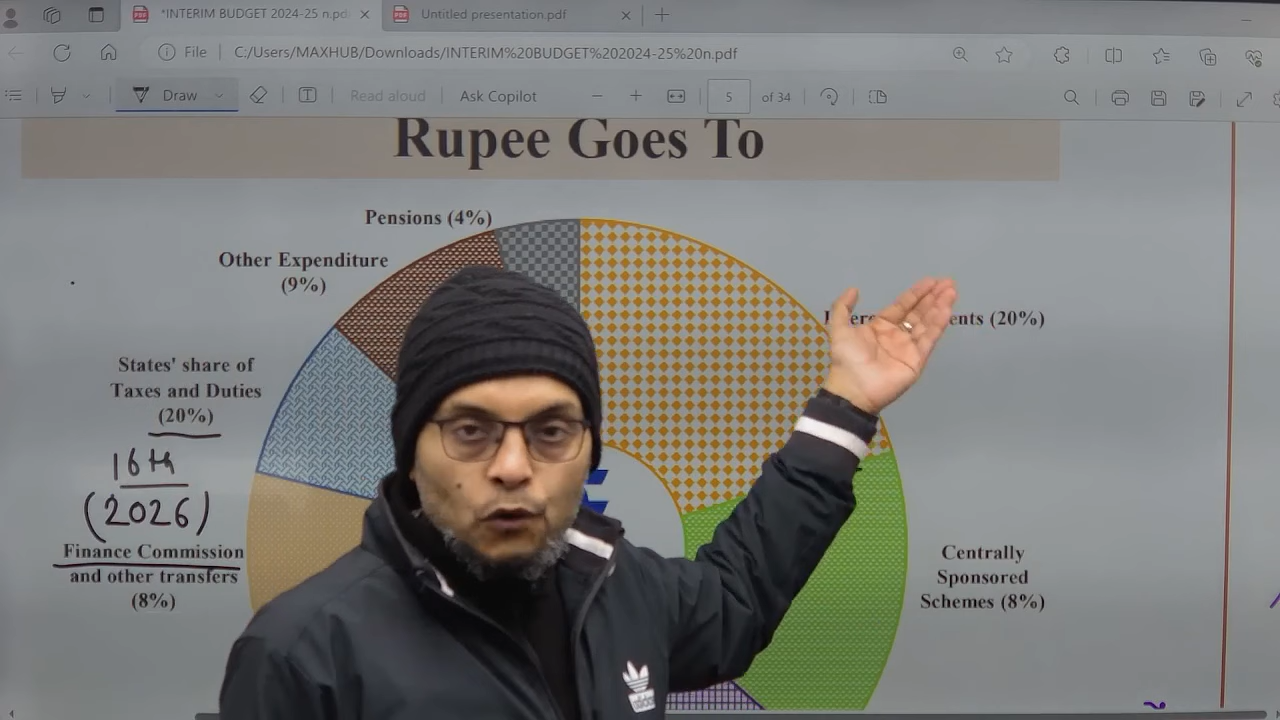 *INTERIM BUDGET 2024-25 n.pd
Untitled presentation.pdf
File
C:/Users/MAXHUB/Downloads/INTERIM%20BUDGET%202024-25%20n.pdf
Draw
Read aloud
Ask Copilot
5
of 34
Rupee Goes To
Pensions (4%)
Other Expenditure
(9%)
ents (20%)
States' share of
Taxes and Duties
(20%)
16th
(2026)
Finance Commission
and other transfers
(8%)
Centrally
Sponsored
Schemes (8%)
adidas